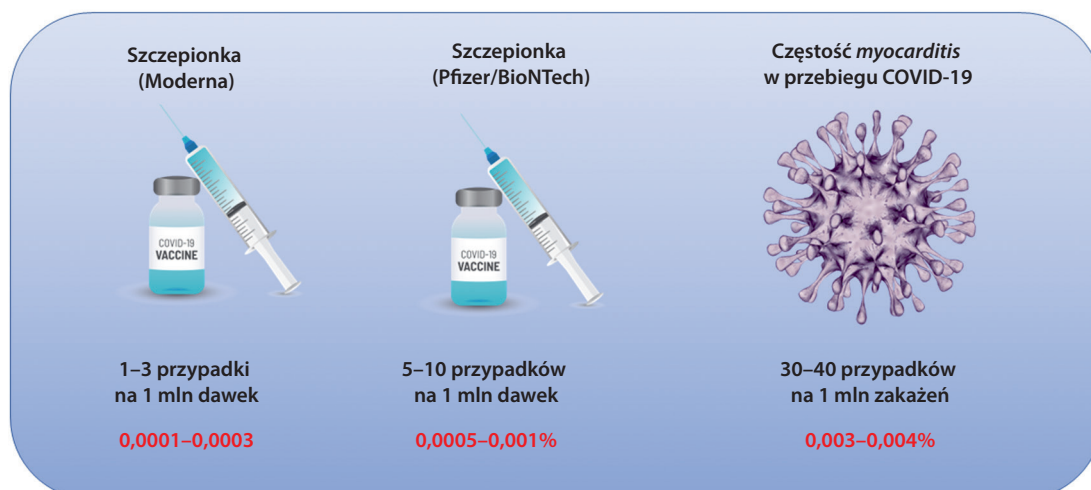 Szczepionka
(Moderna)
COVID-19
VACCINE
1–3 przypadki
na 1 mln dawek
0,0001–0,0003
Szczepionka
(Pfizer/BioNTech)
COVID-19
VACCINE
5–10 przypadków
na 1 mln dawek
0,0005–0,001%
Częstość myocarditis
w przebiegu COVID-19
30–40 przypadków
na 1 mln zakażeń
0,003–0,004%